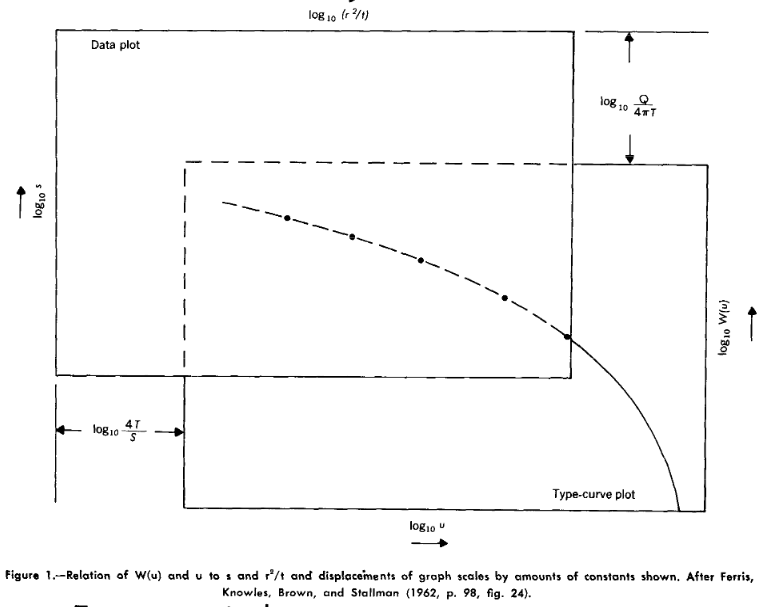 log₁₀ (r²/t)
Data plot
log₁₀ Q/4πT
log₁₀ s
log₁₀ W(u)
log₁₀ 4T/S
Type-curve plot
log₁₀ u
Figure 1.—Relation of W(u) and u to s and r²/t and displacements of graph scales by amounts of constants shown. After Ferris,
Knowles, Brown, and Stallman (1962, p. 98, fig. 24).